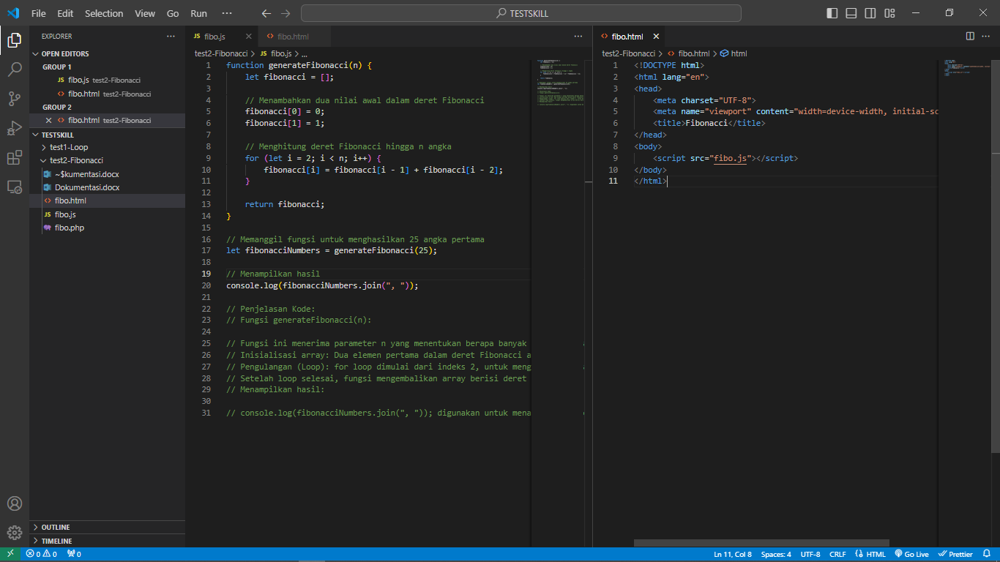 File Edit Selection View Go Run ··· TESTSKILL
EXPLORER ···
OPEN EDITORS
GROUP 1
JS fibo.js test2-Fibonacci
<> fibo.html test2-Fibonacci
GROUP 2
<> fibo.html test2-Fibonacci
TESTSKILL
test1-Loop
test2-Fibonacci
~$kumentasi.docx
Dokumentasi.docx
<> fibo.html
JS fibo.js
fibo.php
OUTLINE
TIMELINE
JS fibo.js <> fibo.html ···
test2-Fibonacci > JS fibo.js > ...
1 function generateFibonacci(n) {
2 let fibonacci = [];
3
4 // Menambahkan dua nilai awal dalam deret Fibonacci
5 fibonacci[0] = 0;
6 fibonacci[1] = 1;
7
8 // Menghitung deret Fibonacci hingga n angka
9 for (let i = 2; i < n; i++) {
10 fibonacci[i] = fibonacci[i - 1] + fibonacci[i - 2];
11 }
12
13 return fibonacci;
14 }
15
16 // Memanggil fungsi untuk menghasilkan 25 angka pertama
17 let fibonacciNumbers = generateFibonacci(25);
18
19 // Menampilkan hasil
20 console.log(fibonacciNumbers.join(", "));
21
22 // Penjelasan Kode:
23 // Fungsi generateFibonacci(n):
24
25 // Fungsi ini menerima parameter n yang menentukan berapa banyak
26 // Inisialisasi array: Dua elemen pertama dalam deret Fibonacci a
27 // Pengulangan (Loop): for loop dimulai dari indeks 2, untuk meng
28 // Setelah loop selesai, fungsi mengembalikan array berisi deret
29 // Menampilkan hasil:
30
31 // console.log(fibonacciNumbers.join(", ")); digunakan untuk mena
<> fibo.html ···
test2-Fibonacci > <> fibo.html > html
1 <!DOCTYPE html>
2 <html lang="en">
3 <head>
4 <meta charset="UTF-8">
5 <meta name="viewport" content="width=device-width, initial-sc
6 <title>Fibonacci</title>
7 </head>
8 <body>
9 <script src="fibo.js"></script>
10 </body>
11 </html>
0 0 0 Ln 11, Col 8 Spaces: 4 UTF-8 CRLF HTML Go Live Prettier